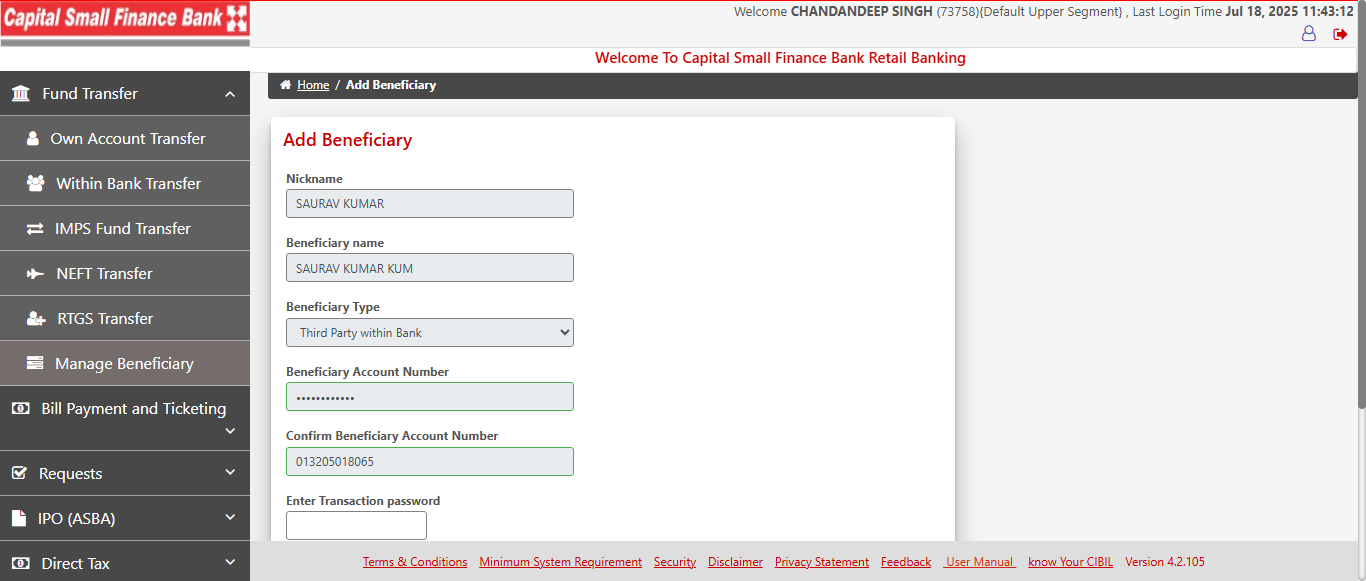 Capital Small Finance Bank
Welcome CHANDANDEEP SINGH (73758){Default Upper Segment} , Last Login Time Jul 18, 2025 11:43:12
Welcome To Capital Small Finance Bank Retail Banking
Fund Transfer
Own Account Transfer
Within Bank Transfer
IMPS Fund Transfer
NEFT Transfer
RTGS Transfer
Manage Beneficiary
Bill Payment and Ticketing
Requests
IPO (ASBA)
Direct Tax
Home / Add Beneficiary
Add Beneficiary
Nickname
SAURAV KUMAR
Beneficiary name
SAURAV KUMAR KUM
Beneficiary Type
Third Party within Bank
Beneficiary Account Number
••••••••••••
Confirm Beneficiary Account Number
013205018065
Enter Transaction password
Terms & Conditions Minimum System Requirement Security Disclaimer Privacy Statement Feedback User Manual know Your CIBIL Version 4.2.105